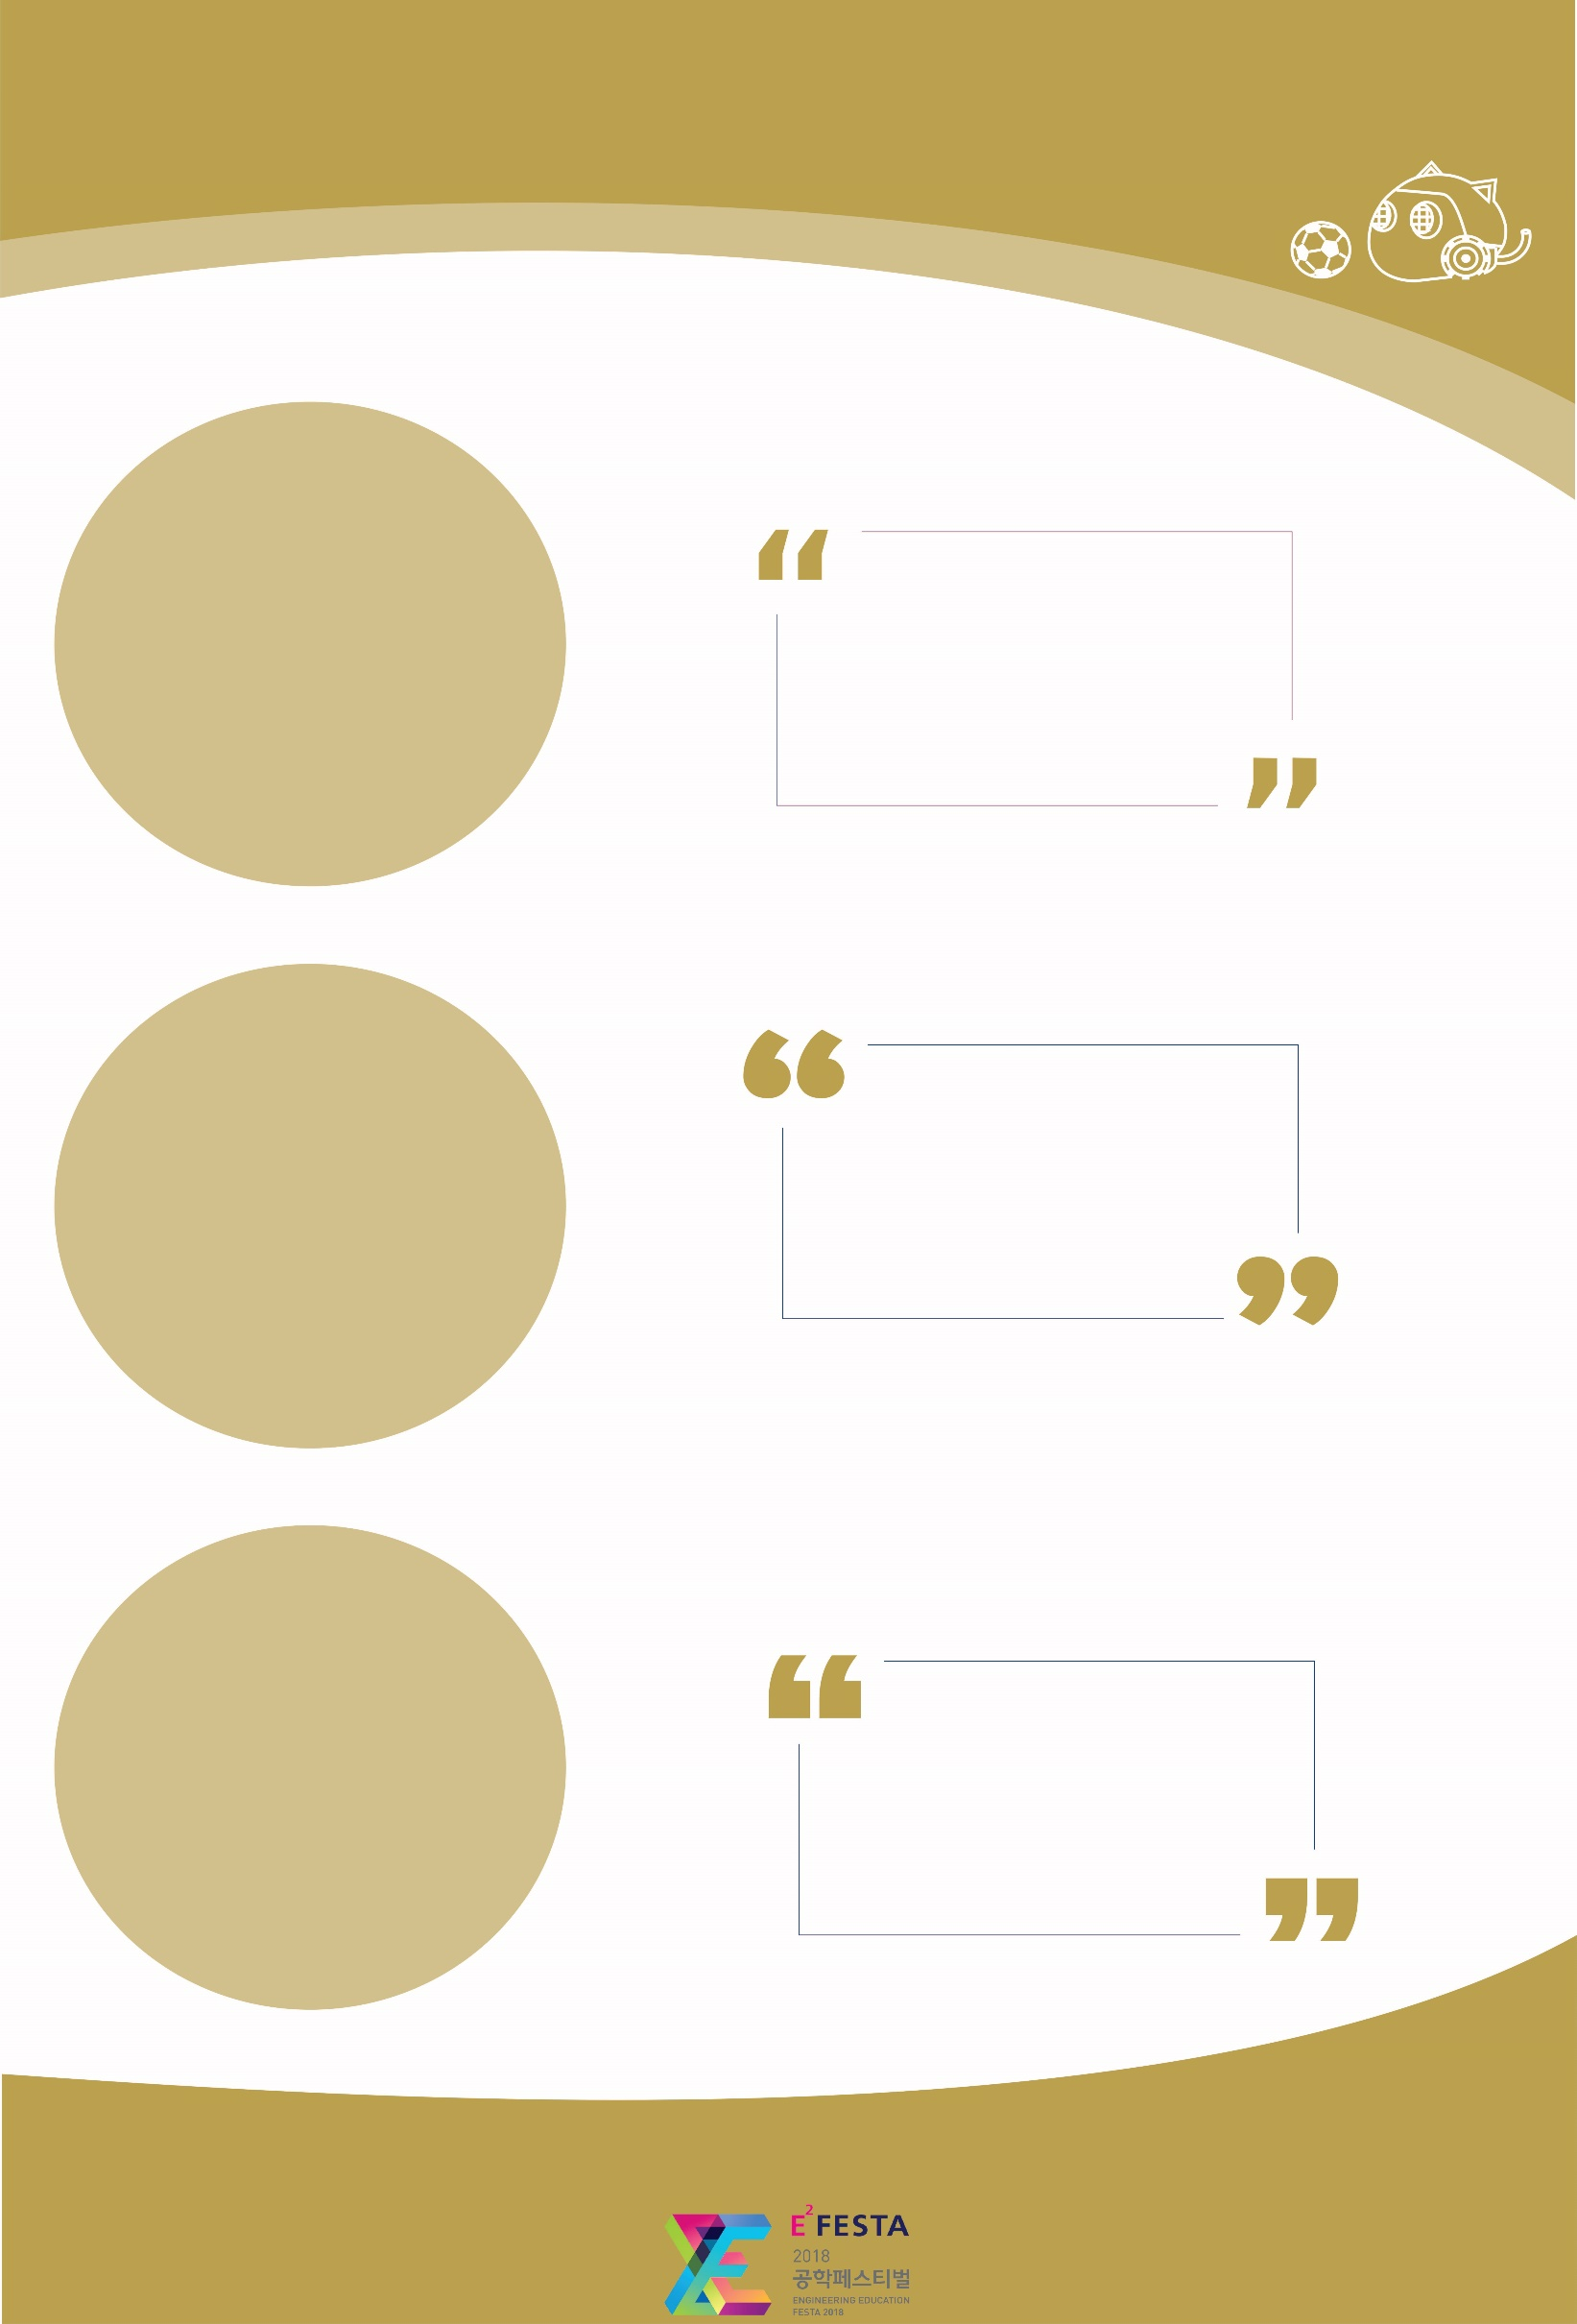 “
”
“
”
“
”
E² FESTA
2018
공학페스티벌
ENGINEERING EDUCATION
FESTA 2018